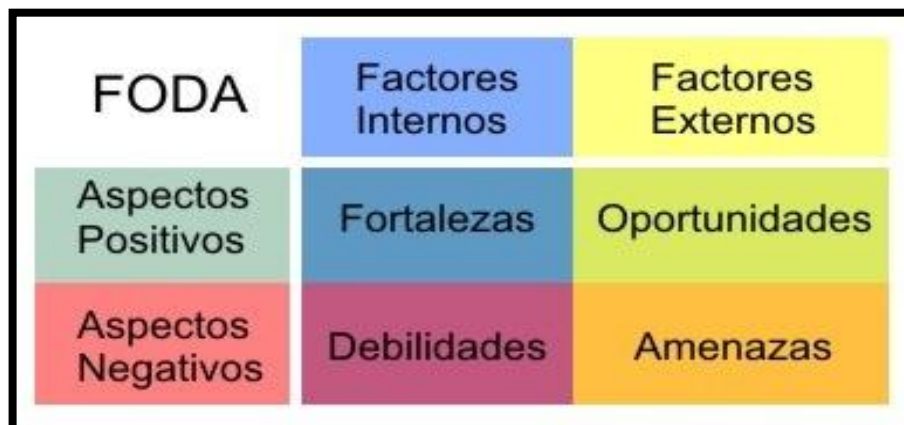 FODA
Factores
Internos
Factores
Externos
Aspectos
Positivos
Fortalezas
Oportunidades
Aspectos
Negativos
Debilidades
Amenazas